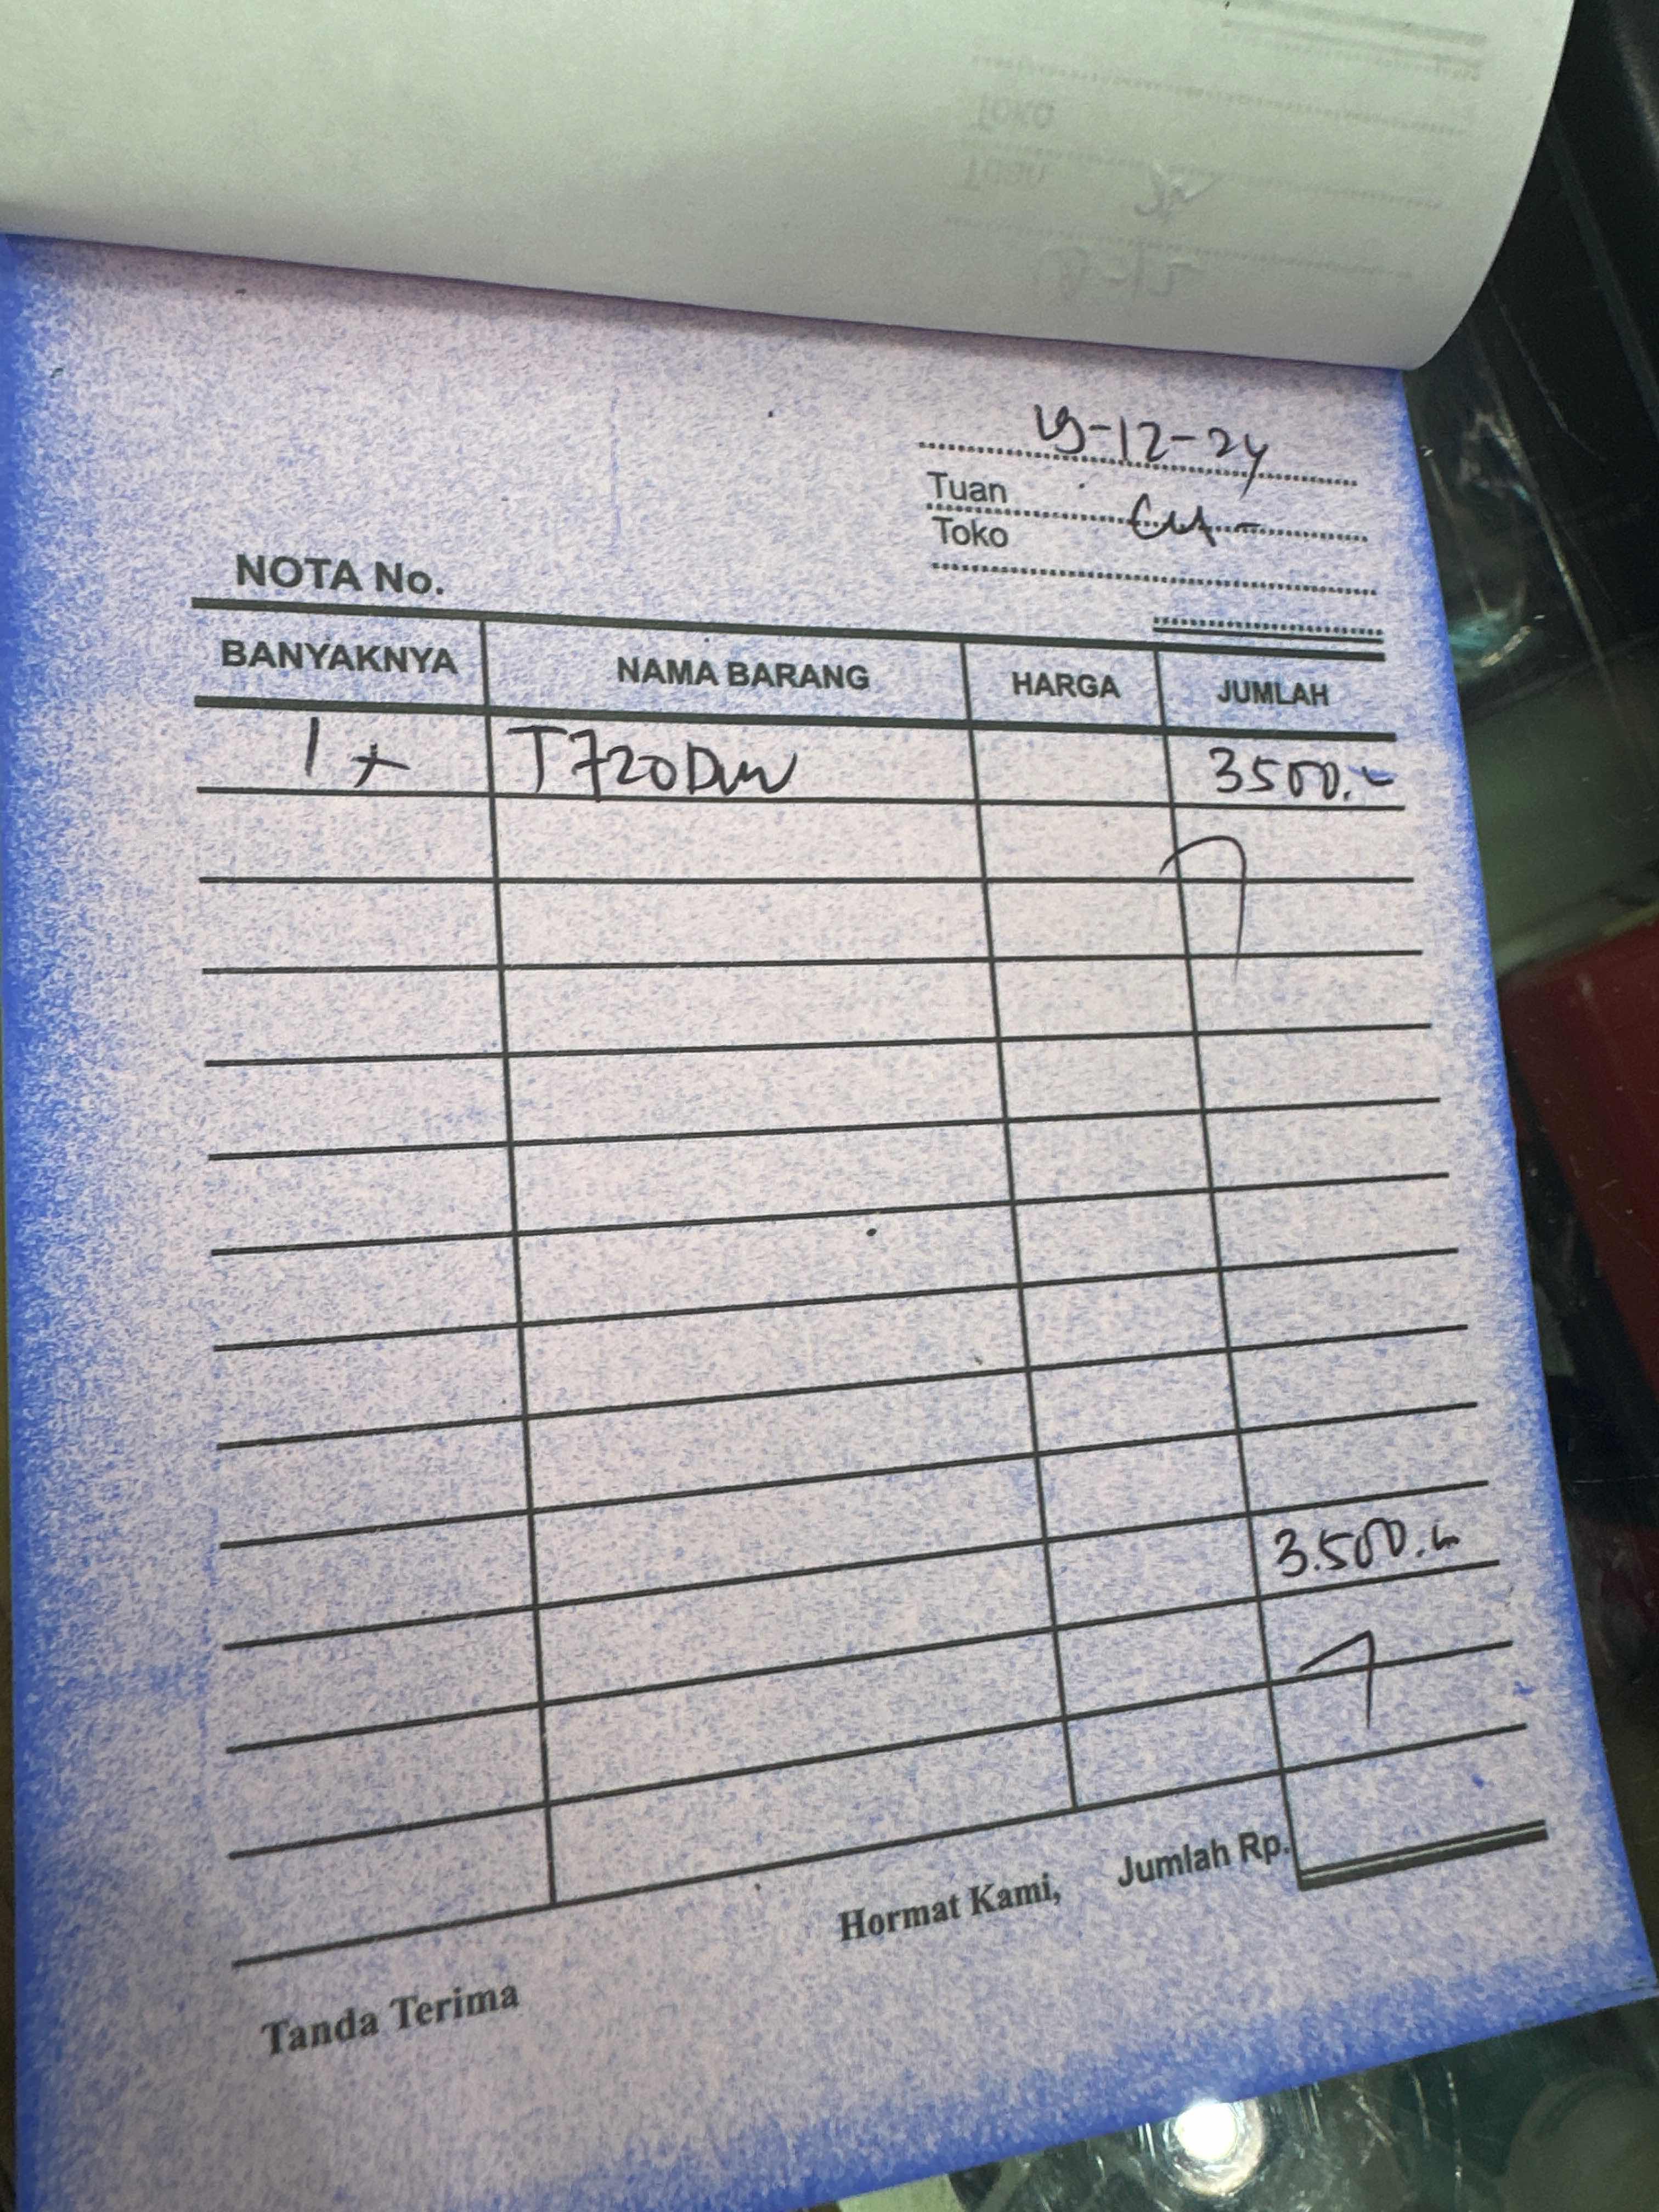 19-12-24
Tuan
Toko
NOTA No.
BANYAKNYA NAMA BARANG HARGA JUMLAH
1 x T720DW 3500.-
3.500.-
Jumlah Rp.
Hormat Kami,
Tanda Terima